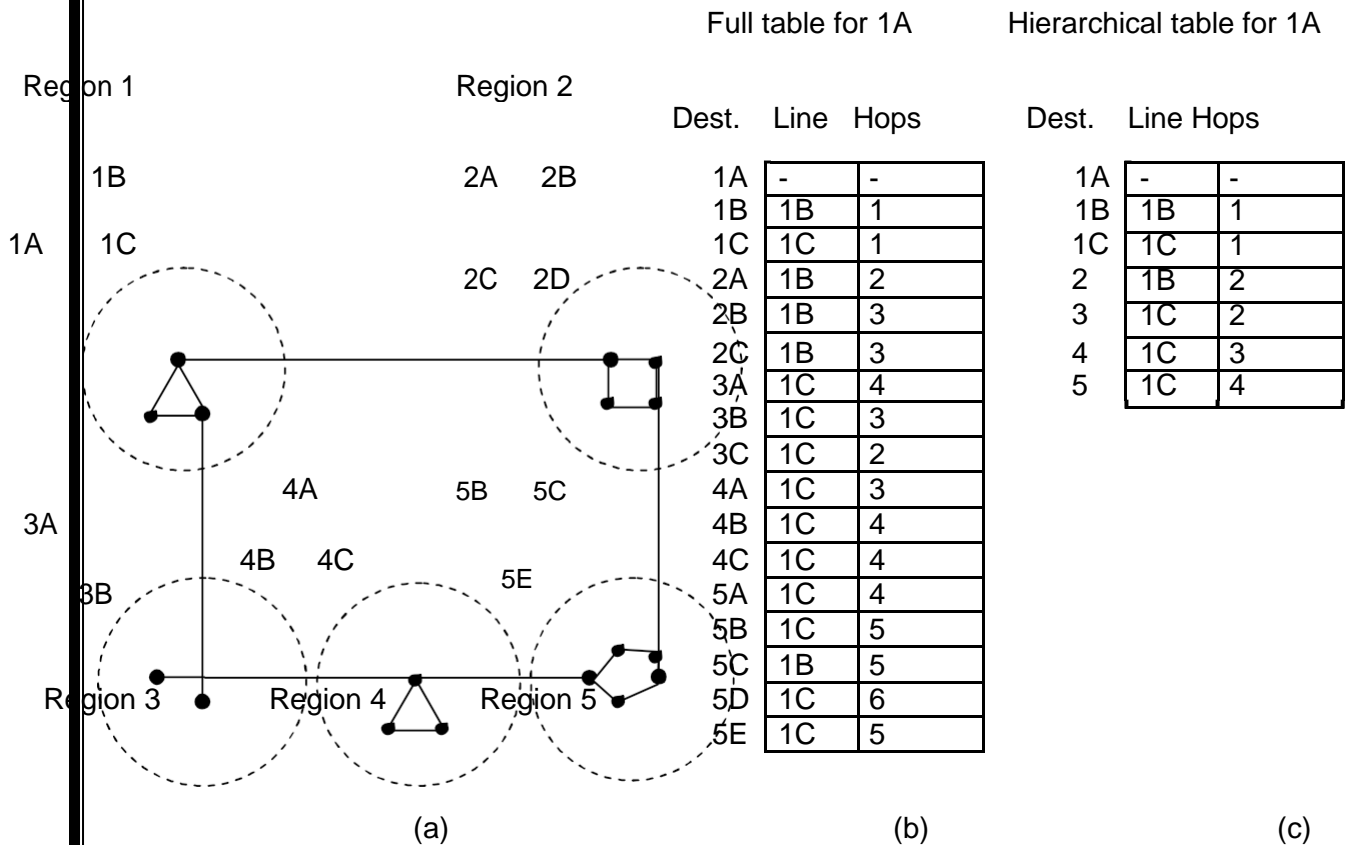 Full table for 1A Hierarchical table for 1A
Region 1 Region 2
Dest. Line Hops Dest. Line Hops
1B 2A 2B 1A - - 1A - -
1B 1B 1 1B 1B 1
1A 1C 1C 1C 1 1C 1C 1
2C 2D 2A 1B 2 2 1B 2
2B 1B 3 3 1C 2
2C 1B 3 4 1C 3
3A 1C 4 5 1C 4
3B 1C 3
3C 1C 2
4A 5B 5C 4A 1C 3
3A 4B 1C 4
4B 4C 4C 1C 4
5E 5A 1C 4
3B 5B 1C 5
5C 1B 5
Region 3 Region 4 Region 5 5D 1C 6
5E 1C 5
(a) (b) (c)